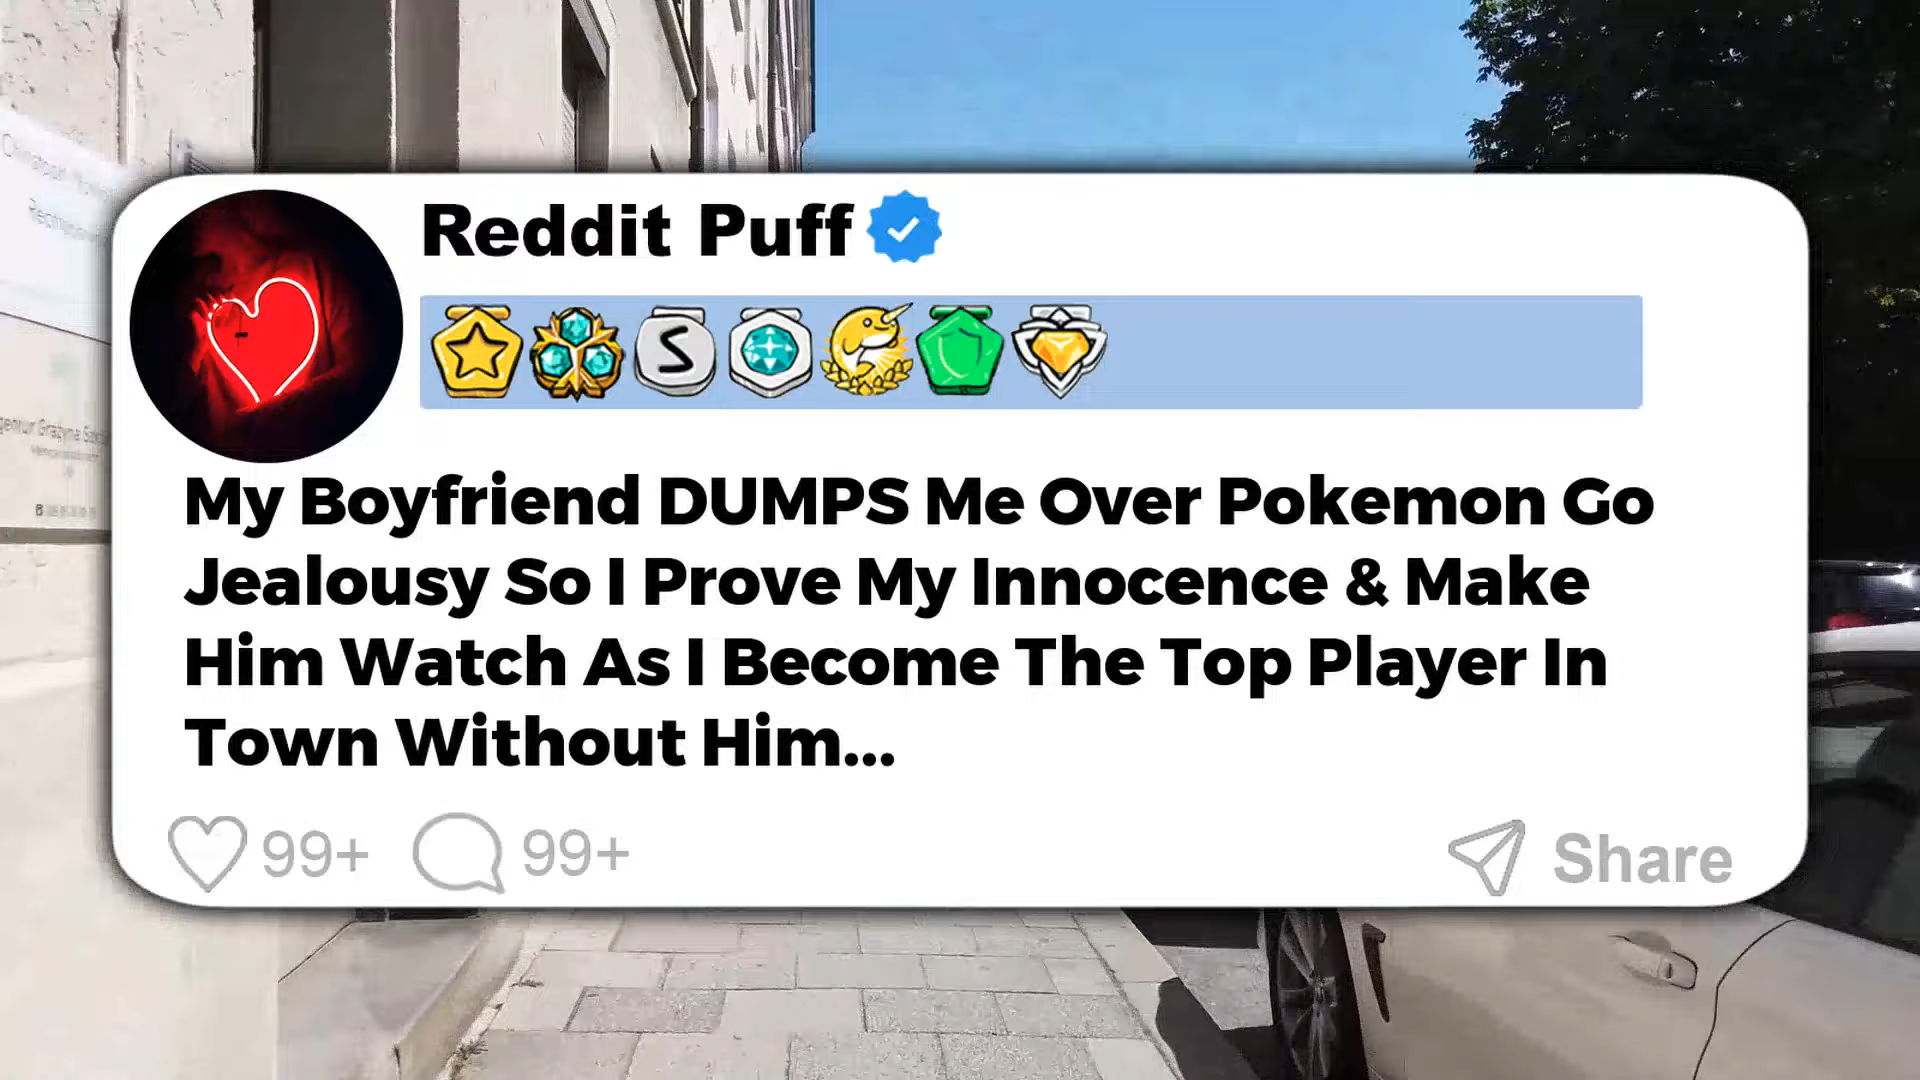 Reddit Puff
S
My Boyfriend DUMPS Me Over Pokemon Go
Jealousy So I Prove My Innocence & Make
Him Watch As I Become The Top Player In
Town Without Him...
99+ 99+ Share